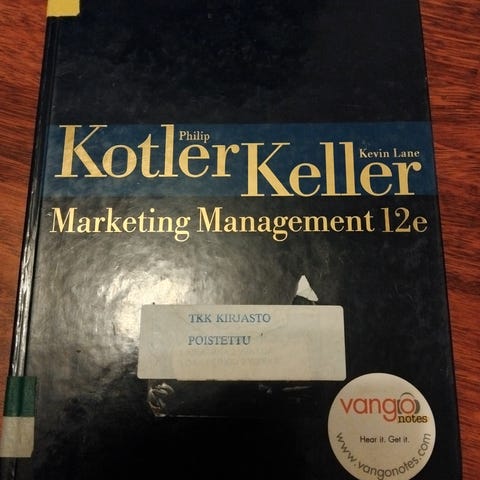 Philip
Kotler
Kevin Lane
Keller
Marketing Management 12e
TKK KIRJASTO
POISTETTU
vango
notes
Hear it. Get it.
www.vangonotes.com